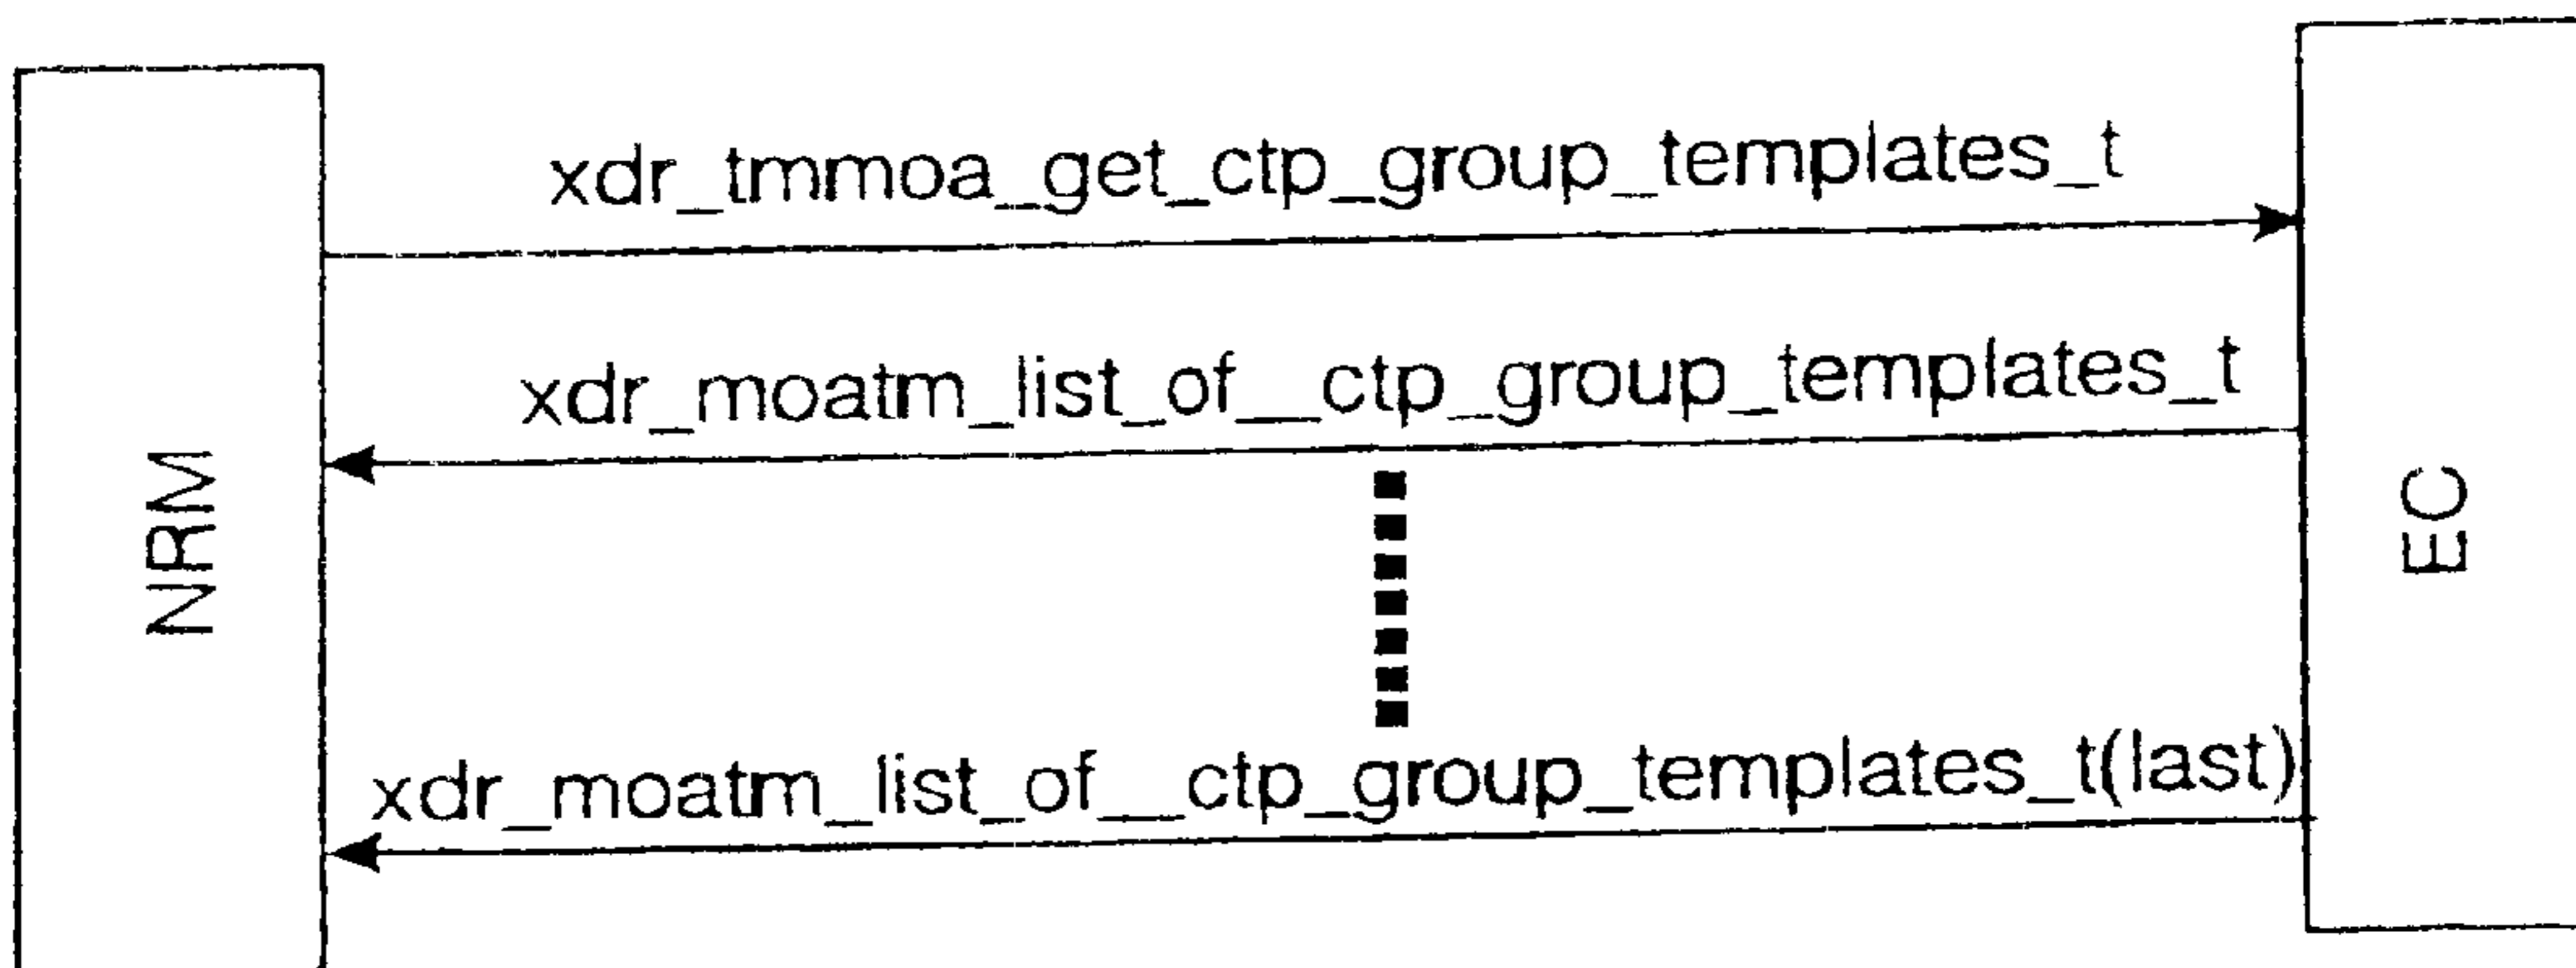 xdr_tmmoa_get_ctp_group_templates_t
xdr_moatm_list_of__ctp_group_templates_t
NRM
EC
xdr_moatm_list_of__ctp_group_templates_t(last)